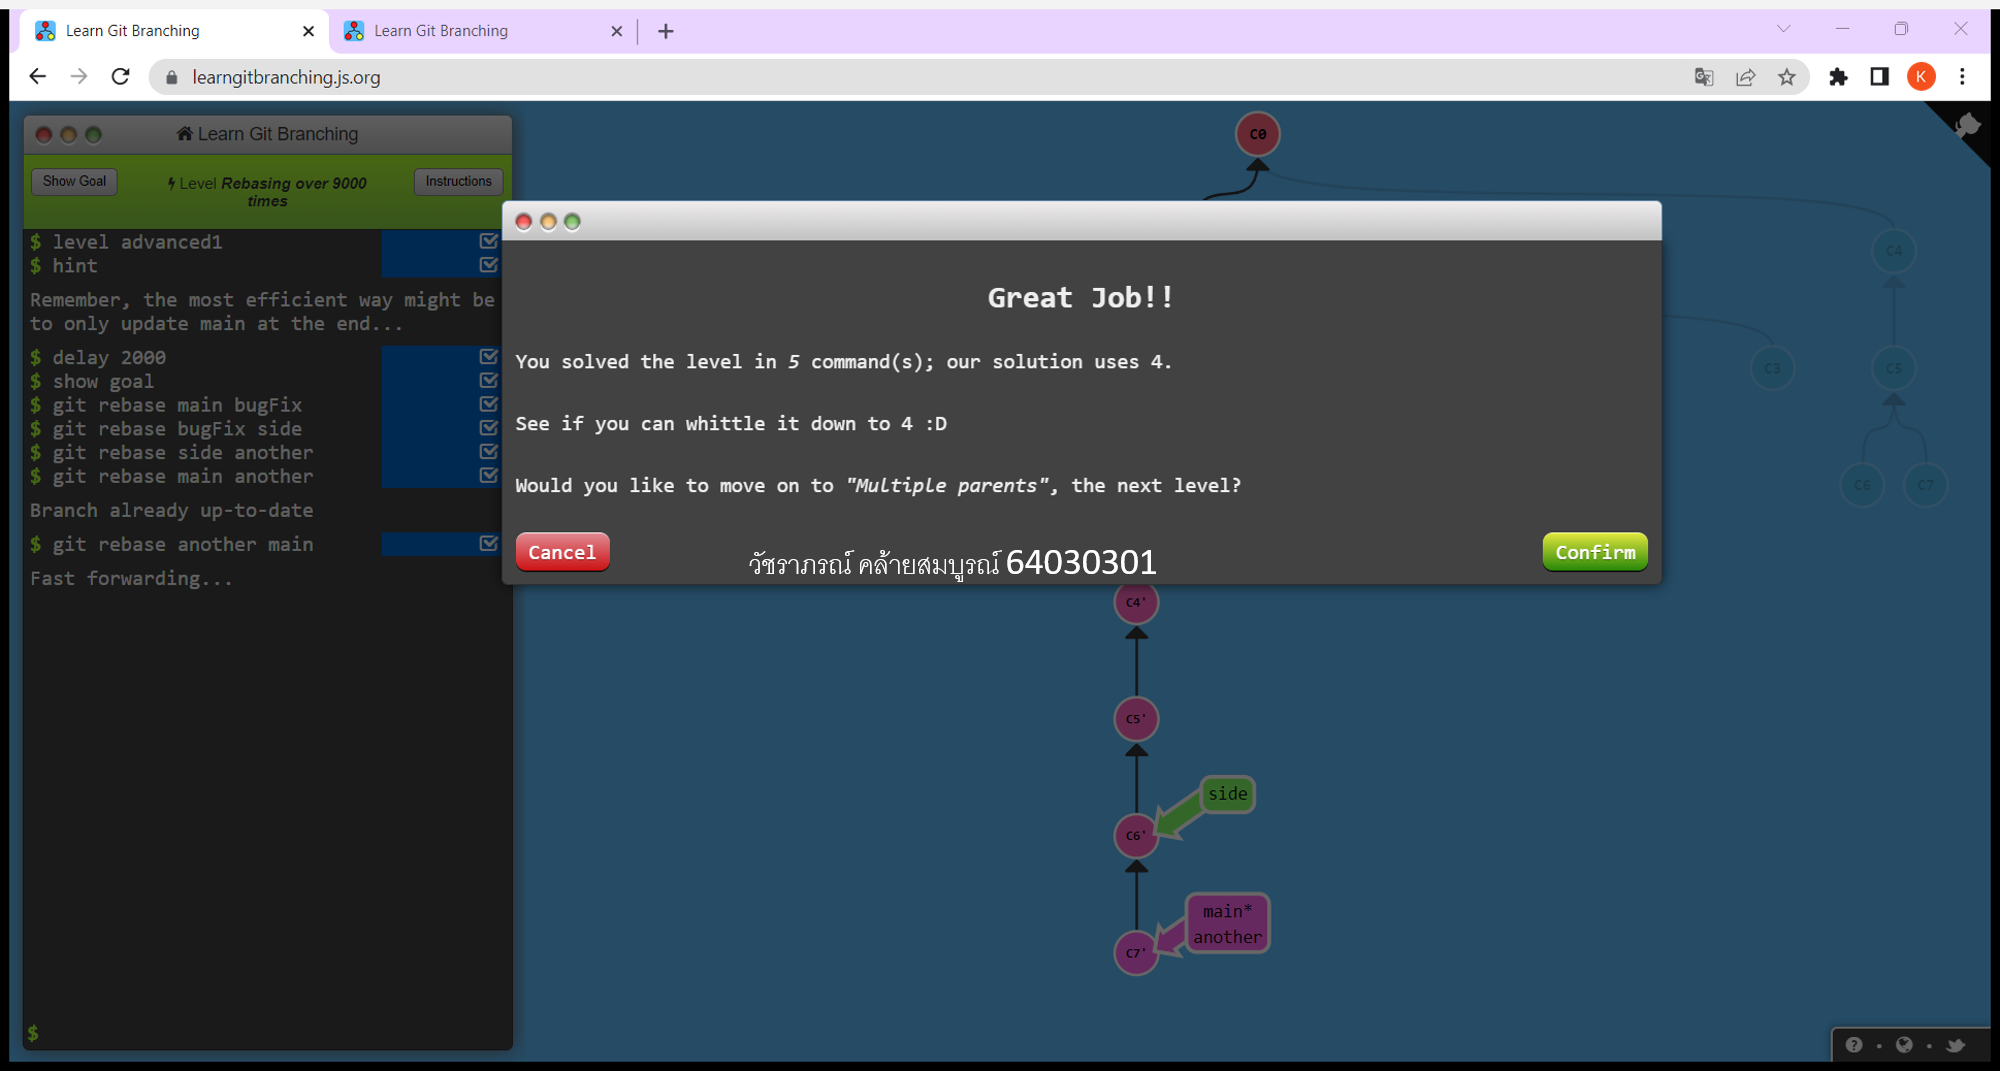 Learn Git Branching
Learn Git Branching
learngitbranching.js.org
K
Learn Git Branching
Show Goal
Level Rebasing over 9000 times
Instructions
$ level advanced1
$ hint
Remember, the most efficient way might be
to only update main at the end...
$ delay 2000
$ show goal
$ git rebase main bugFix
$ git rebase bugFix side
$ git rebase side another
$ git rebase main another
Branch already up-to-date
$ git rebase another main
Fast forwarding...
$
C0
C4
C3
C5
C6
C7
Great Job!!
You solved the level in 5 command(s); our solution uses 4.
See if you can whittle it down to 4 :D
Would you like to move on to "Multiple parents", the next level?
Cancel
วัชราภรณ์ คล้ายสมบูรณ์ 64030301
Confirm
C4'
C5'
side
C6'
main*
another
C7'